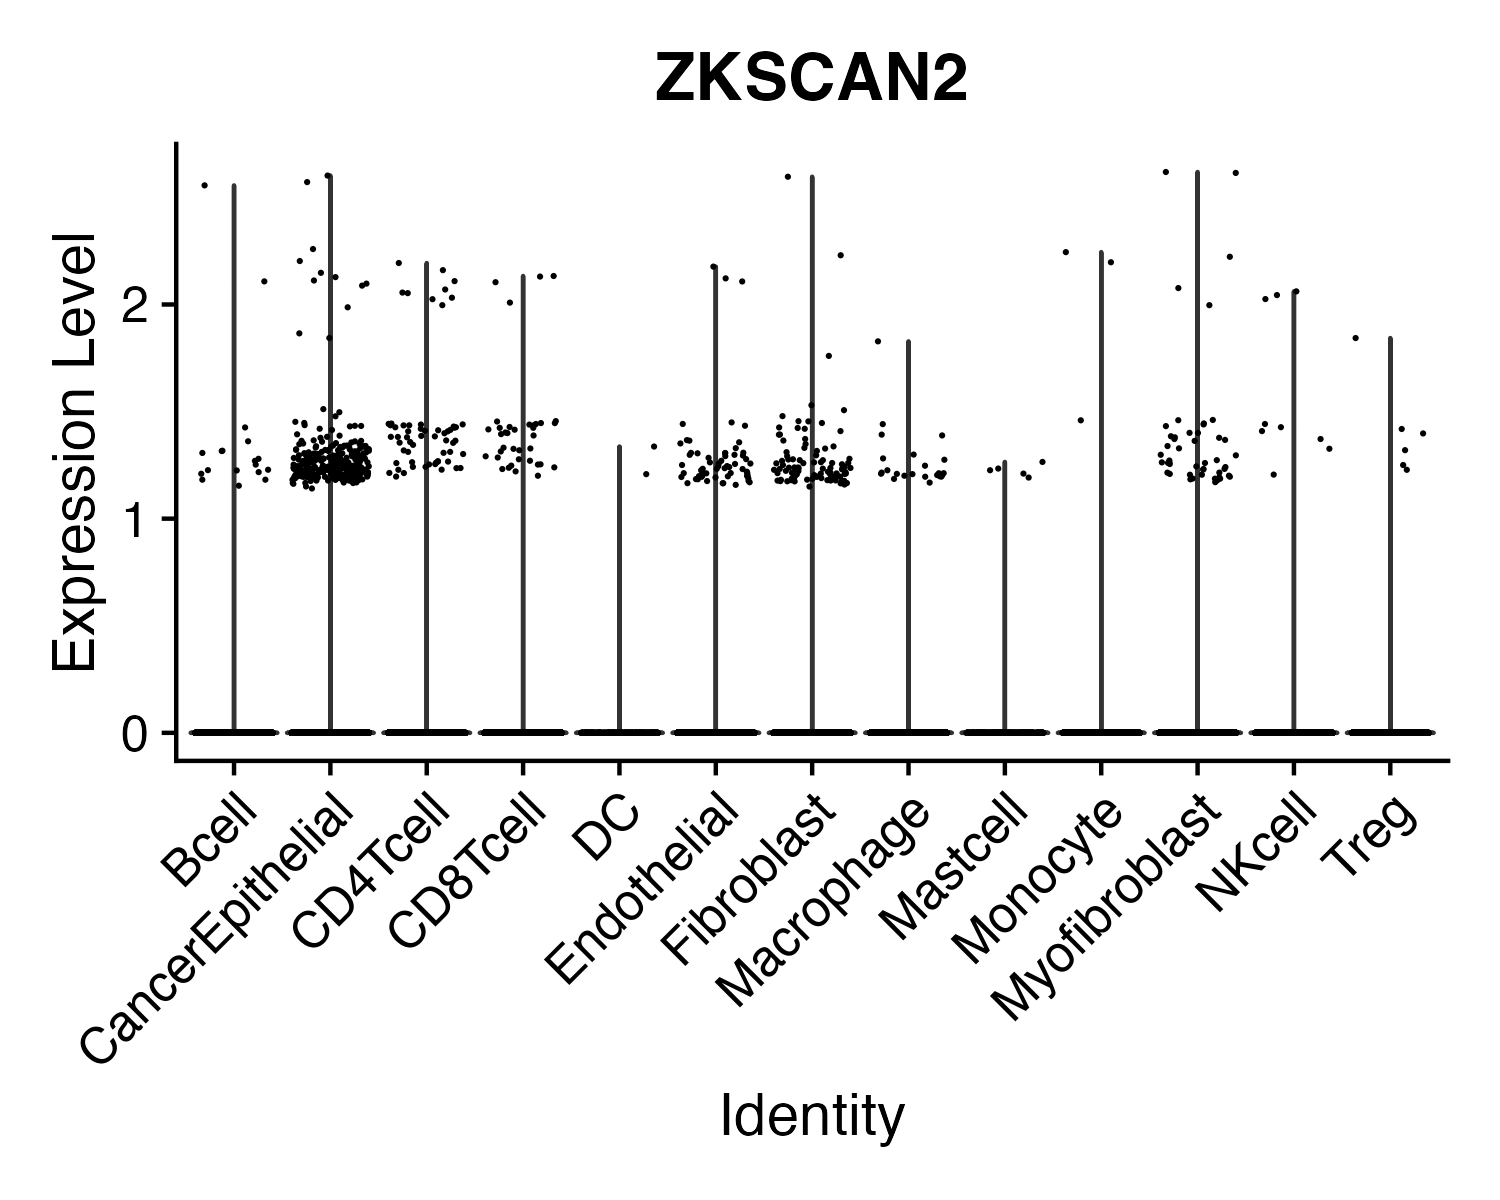 ZKSCAN2
Expression Level
2
1
0
Bcell
CancerEpithelial
CD4Tcell
CD8Tcell
DC
Endothelial
Fibroblast
Macrophage
Mastcell
Monocyte
Myofibroblast
NKcell
Treg
Identity